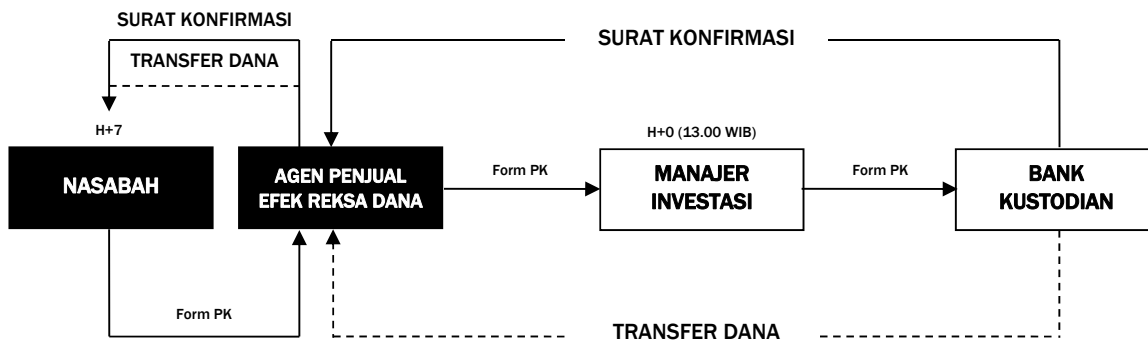 SURAT KONFIRMASI
TRANSFER DANA
SURAT KONFIRMASI
H+7
H+0 (13.00 WIB)
NASABAH
AGEN PENJUAL
EFEK REKSA DANA
Form PK
MANAJER
INVESTASI
Form PK
BANK
KUSTODIAN
Form PK
TRANSFER DANA